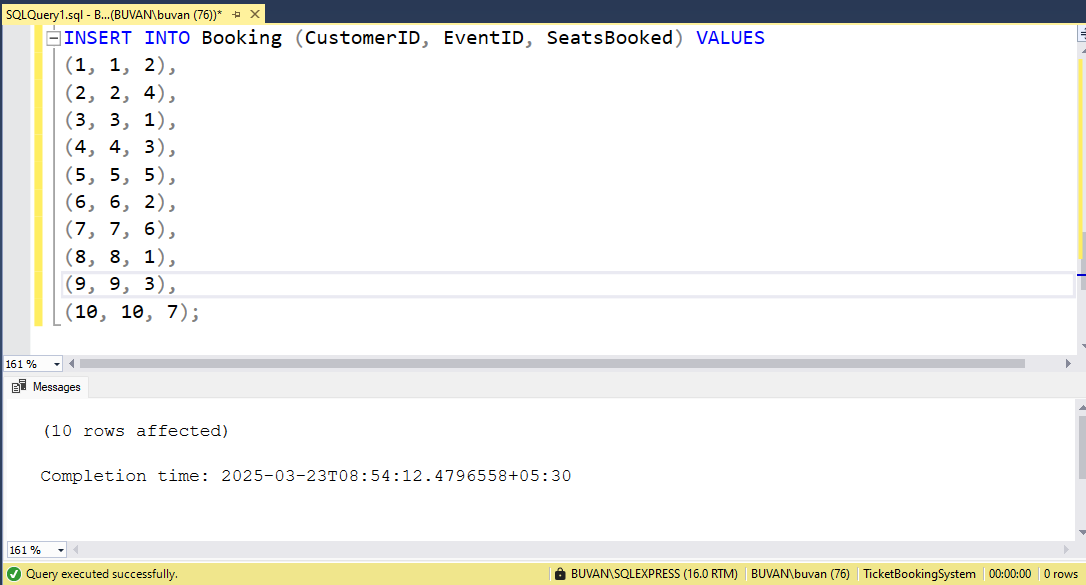 SQLQuery1.sql - B...(BUVAN\buvan (76))*
INSERT INTO Booking (CustomerID, EventID, SeatsBooked) VALUES
(1, 1, 2),
(2, 2, 4),
(3, 3, 1),
(4, 4, 3),
(5, 5, 5),
(6, 6, 2),
(7, 7, 6),
(8, 8, 1),
(9, 9, 3),
(10, 10, 7);
161 %
Messages
(10 rows affected)
Completion time: 2025-03-23T08:54:12.4796558+05:30
161 %
Query executed successfully. BUVAN\SQLEXPRESS (16.0 RTM) BUVAN\buvan (76) TicketBookingSystem 00:00:00 0 rows